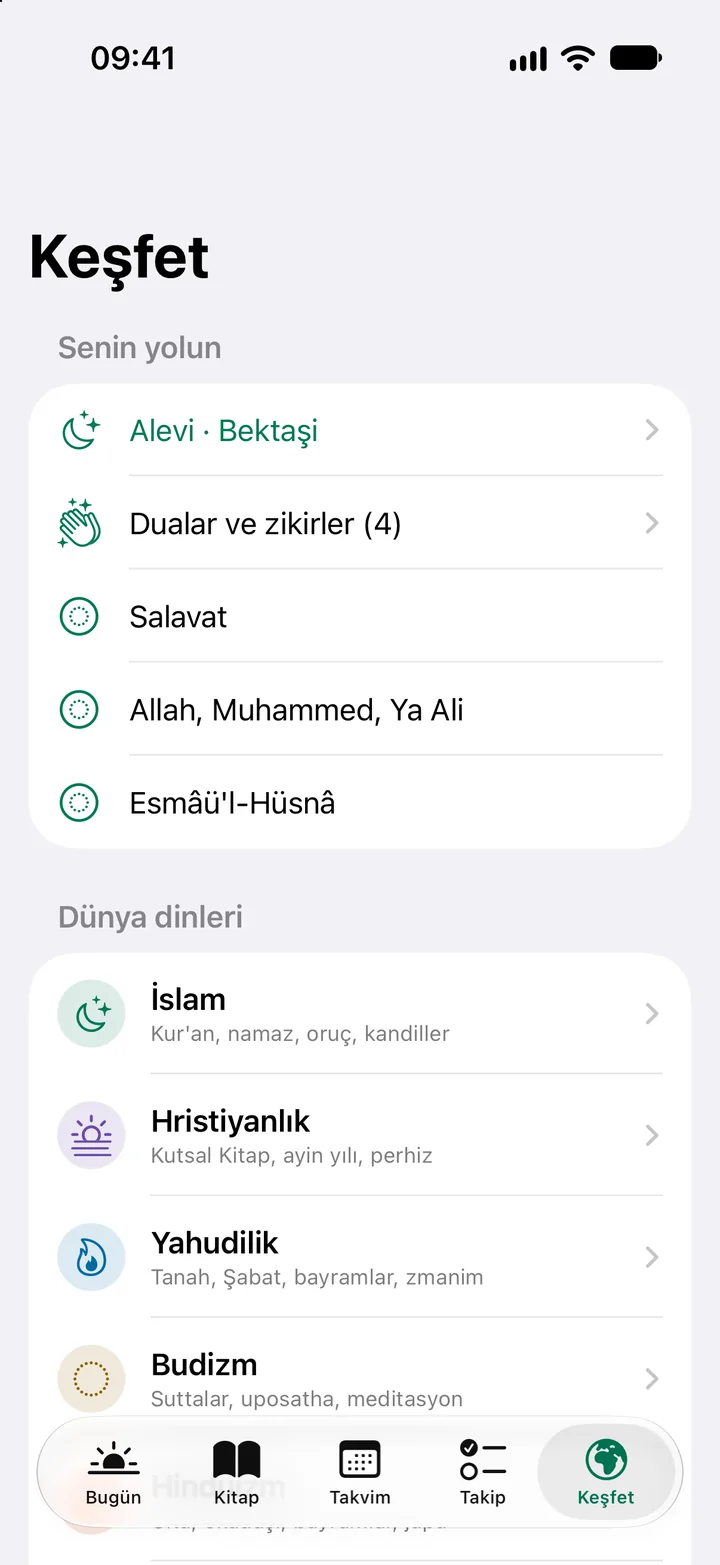 09:41
Keşfet
Senin yolun
Alevi · Bektaşi
Dualar ve zikirler (4)
Salavat
Allah, Muhammed, Ya Ali
Esmâü'l-Hüsnâ
Dünya dinleri
İslam
Kur'an, namaz, oruç, kandiller
Hristiyanlık
Kutsal Kitap, ayin yılı, perhiz
Yahudilik
Tanah, Şabat, bayramlar, zmanim
Budizm
Suttalar, uposatha, meditasyon
Hinduizm
Bugün
Kitap
Takvim
Takip
Keşfet